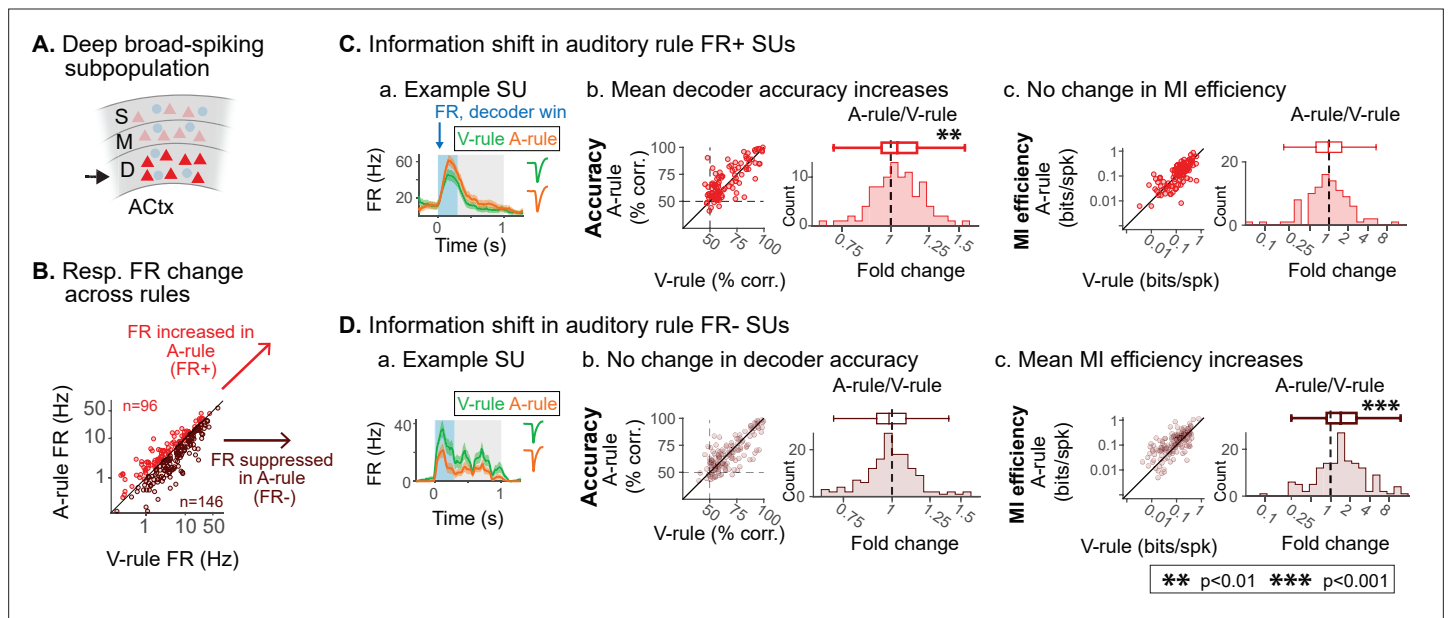 A. Deep broad-spiking
subpopulation
S
M
D
ACtx
B. Resp. FR change
across rules
FR increased in
A-rule
(FR+)
A-rule FR (Hz)
50
10
1
n=96
n=146
1 10 50
V-rule FR (Hz)
FR suppressed
in A-rule
(FR-)
C. Information shift in auditory rule FR+ SUs
a. Example SU
FR, decoder win
V-rule A-rule
FR (Hz)
60
20
0 1
Time (s)
b. Mean decoder accuracy increases
Accuracy
A-rule
(% corr.)
100
75
50
50 75 100
V-rule (% corr.)
A-rule/V-rule
**
Count
10
0
0.75 1 1.25 1.5
Fold change
c. No change in MI efficiency
MI efficiency
A-rule
(bits/spk)
1
0.1
0.01
0.01 0.1 1
V-rule (bits/spk)
A-rule/V-rule
Count
20
0
0.1 0.25 1 2 4 8
Fold change
D. Information shift in auditory rule FR- SUs
a. Example SU
V-rule A-rule
FR (Hz)
40
0
0 1
Time (s)
b. No change in decoder accuracy
Accuracy
A-rule
(% corr.)
100
75
50
50 75 100
V-rule (% corr.)
A-rule/V-rule
Count
20
0
0.75 1 1.25 1.5
Fold change
c. Mean MI efficiency increases
MI efficiency
A-rule
(bits/spk)
1
0.1
0.01
0.01 0.1 1
V-rule (bits/spk)
A-rule/V-rule
***
Count
20
0
0.1 0.25 1 2 4 8
Fold change
** p<0.01 *** p<0.001